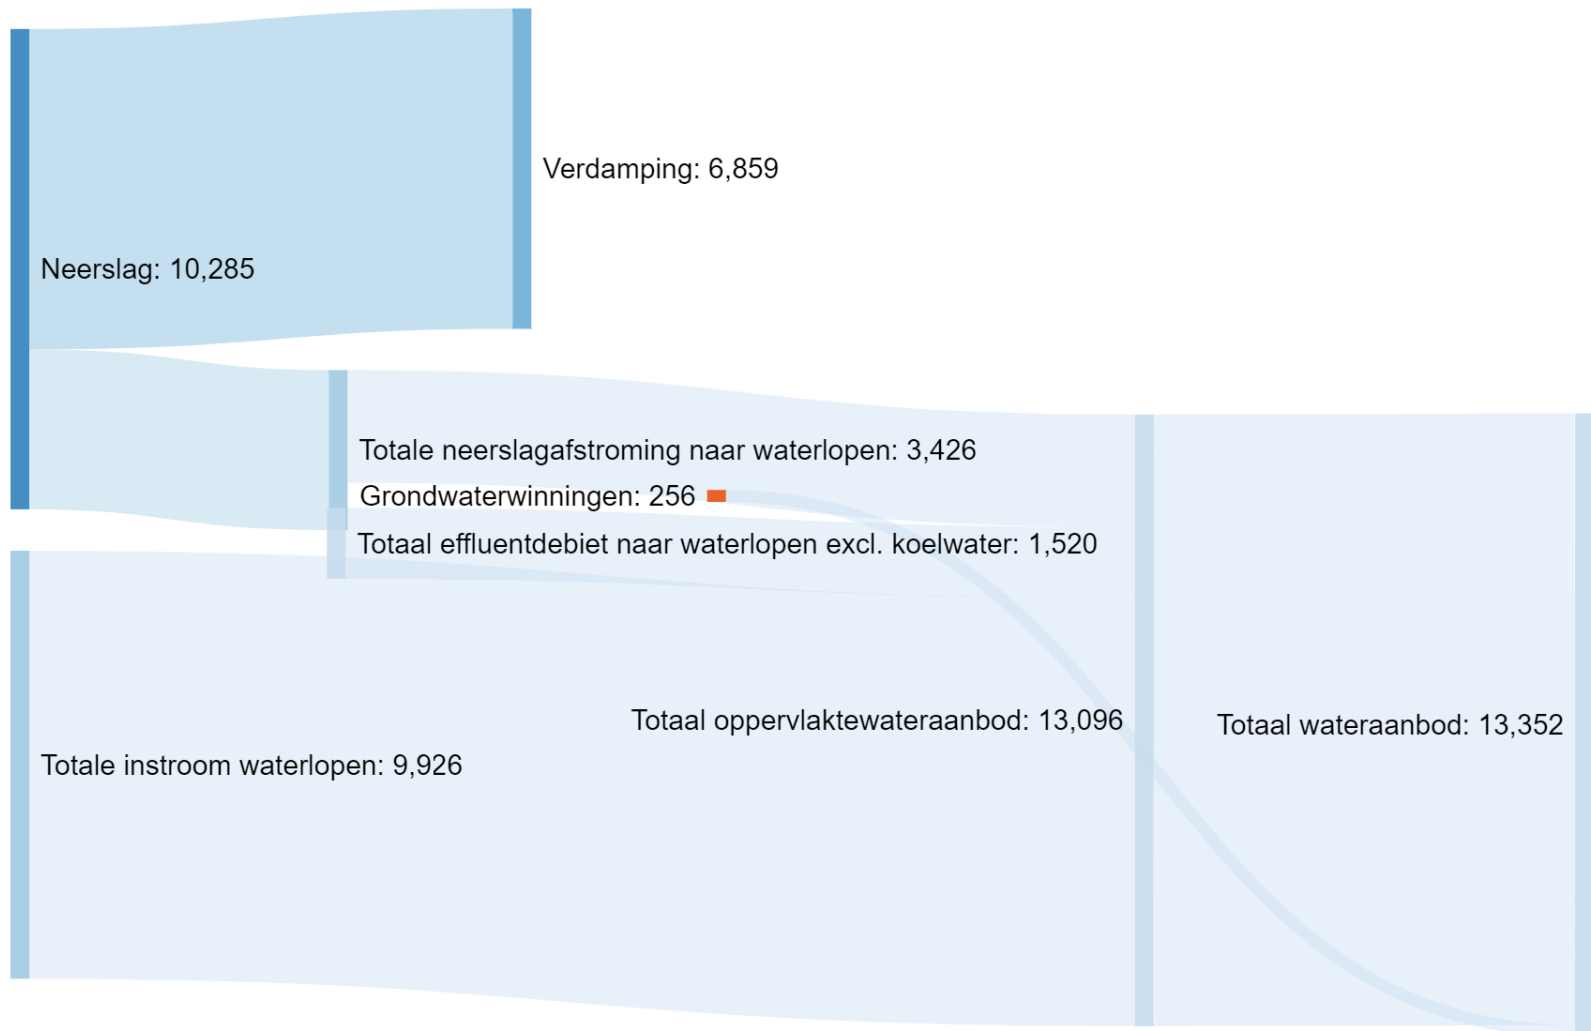 Verdamping: 6,859
Neerslag: 10,285
Totale neerslagafstroming naar waterlopen: 3,426
Grondwaterwinningen: 256
Totaal effluentdebiet naar waterlopen excl. koelwater: 1,520
Totaal oppervlaktewateraanbod: 13,096
Totaal wateraanbod: 13,352
Totale instroom waterlopen: 9,926